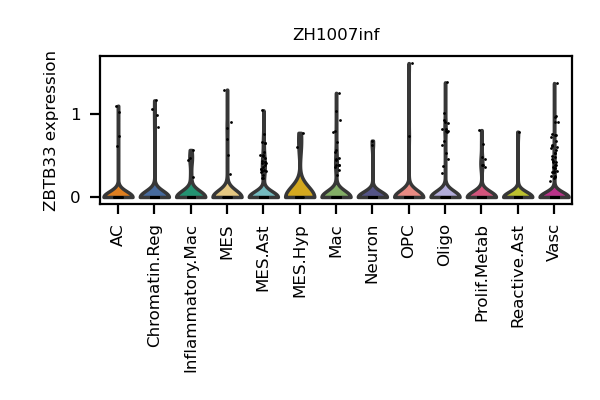 ZH1007inf
ZBTB33 expression
1
0
AC
Chromatin.Reg
Inflammatory.Mac
MES
MES.Ast
MES.Hyp
Mac
Neuron
OPC
Oligo
Prolif.Metab
Reactive.Ast
Vasc